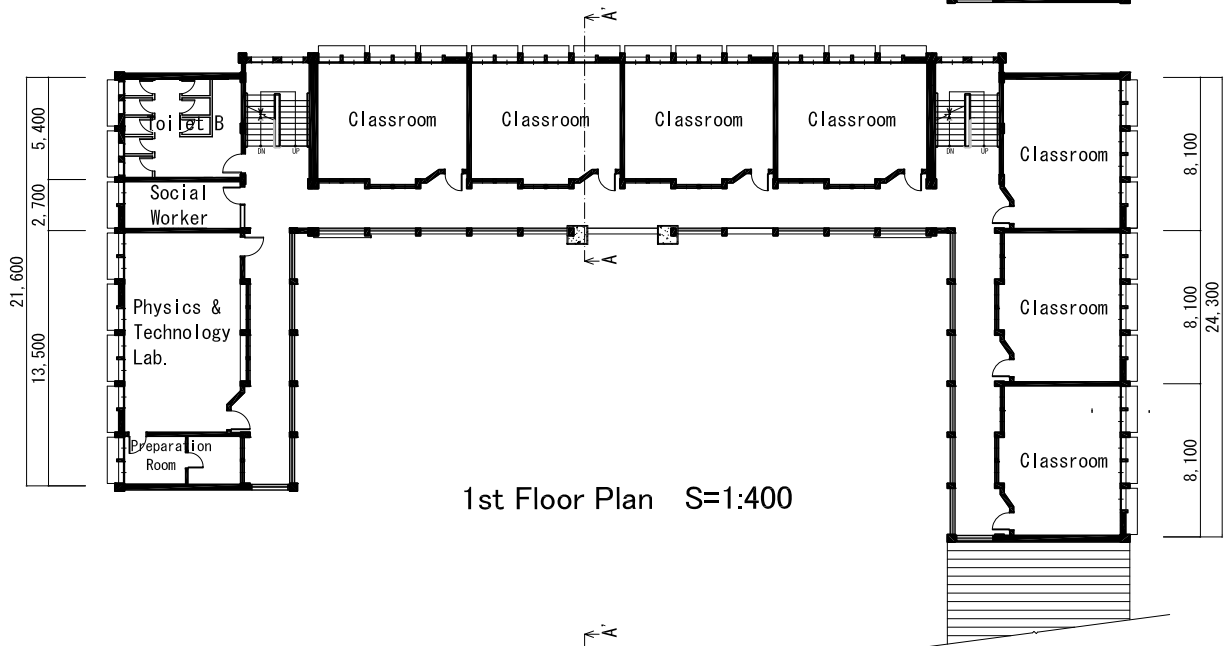 A'
5,400
2,700
21,600
13,500
Toilet B
DN
UP
Classroom
Classroom
Classroom
Classroom
DN
UP
Classroom
8,100
Social
Worker
A
Physics &
Technology
Lab.
Classroom
8,100
24,300
Preparation
Room
Classroom
8,100
1st Floor Plan S=1:400
A'